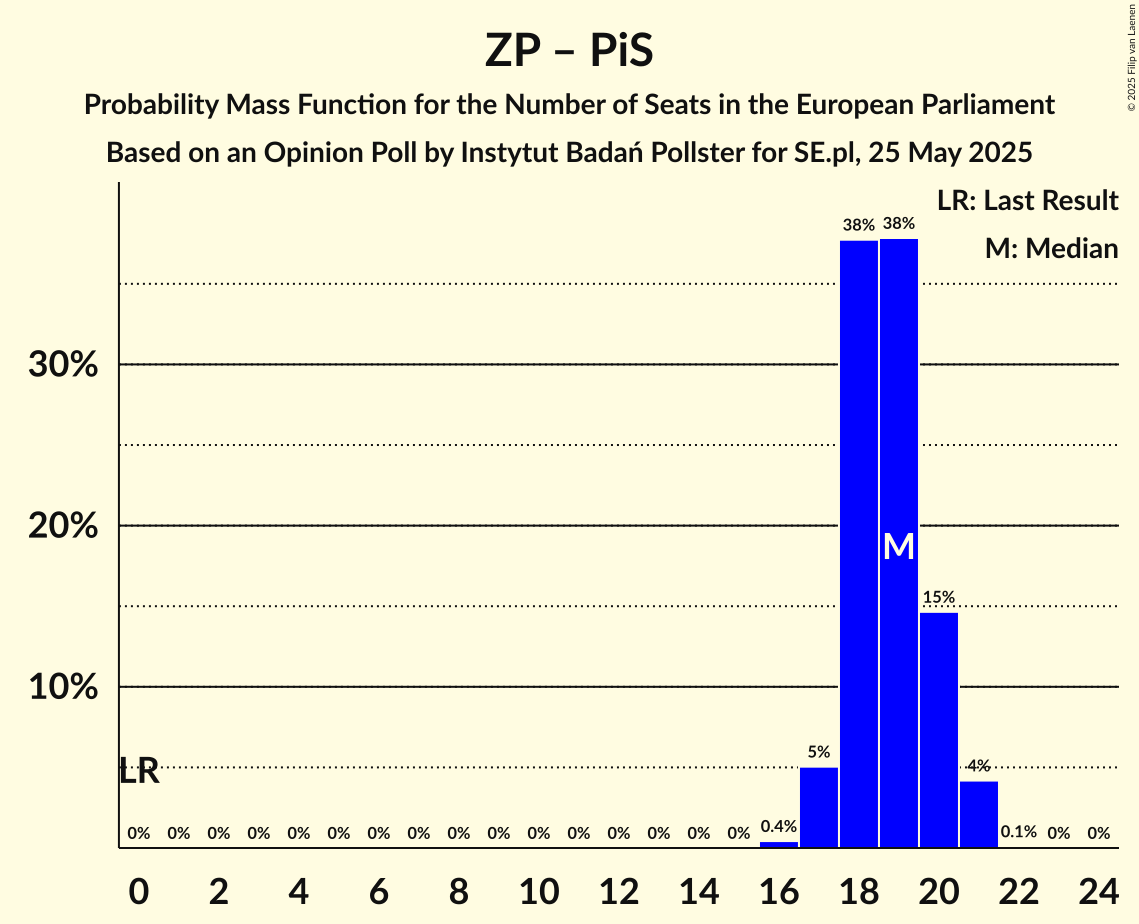 ZP – PiS
Probability Mass Function for the Number of Seats in the European Parliament
Based on an Opinion Poll by Instytut Badań Pollster for SE.pl, 25 May 2025
© 2025 Filip van Laenen
LR: Last Result
M: Median
38% 38%
30%
20%
M
15%
10%
5% 4%
LR
0% 0% 0% 0% 0% 0% 0% 0% 0% 0% 0% 0% 0% 0% 0% 0% 0.4% 0.1% 0% 0%
0 2 4 6 8 10 12 14 16 18 20 22 24